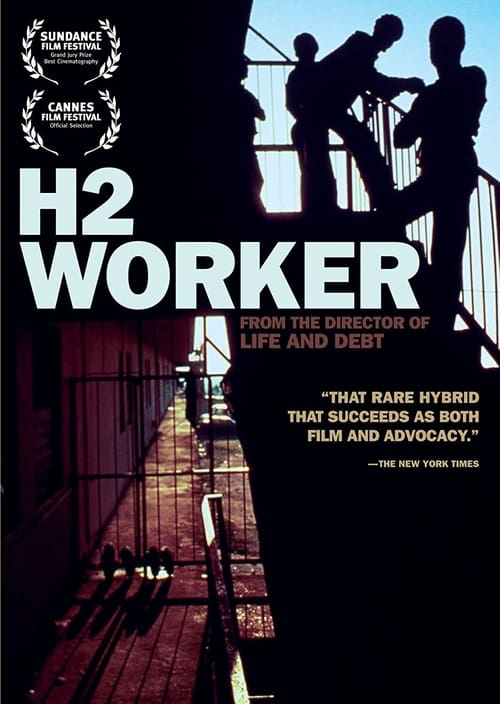 SUNDANCE
FILM FESTIVAL
Grand Jury Prize
Best Cinematography
CANNES
FILM FESTIVAL
Official Selection
H2
WORKER
FROM THE DIRECTOR OF
LIFE AND DEBT
“THAT RARE HYBRID
THAT SUCCEEDS AS BOTH
FILM AND ADVOCACY.”
—THE NEW YORK TIMES